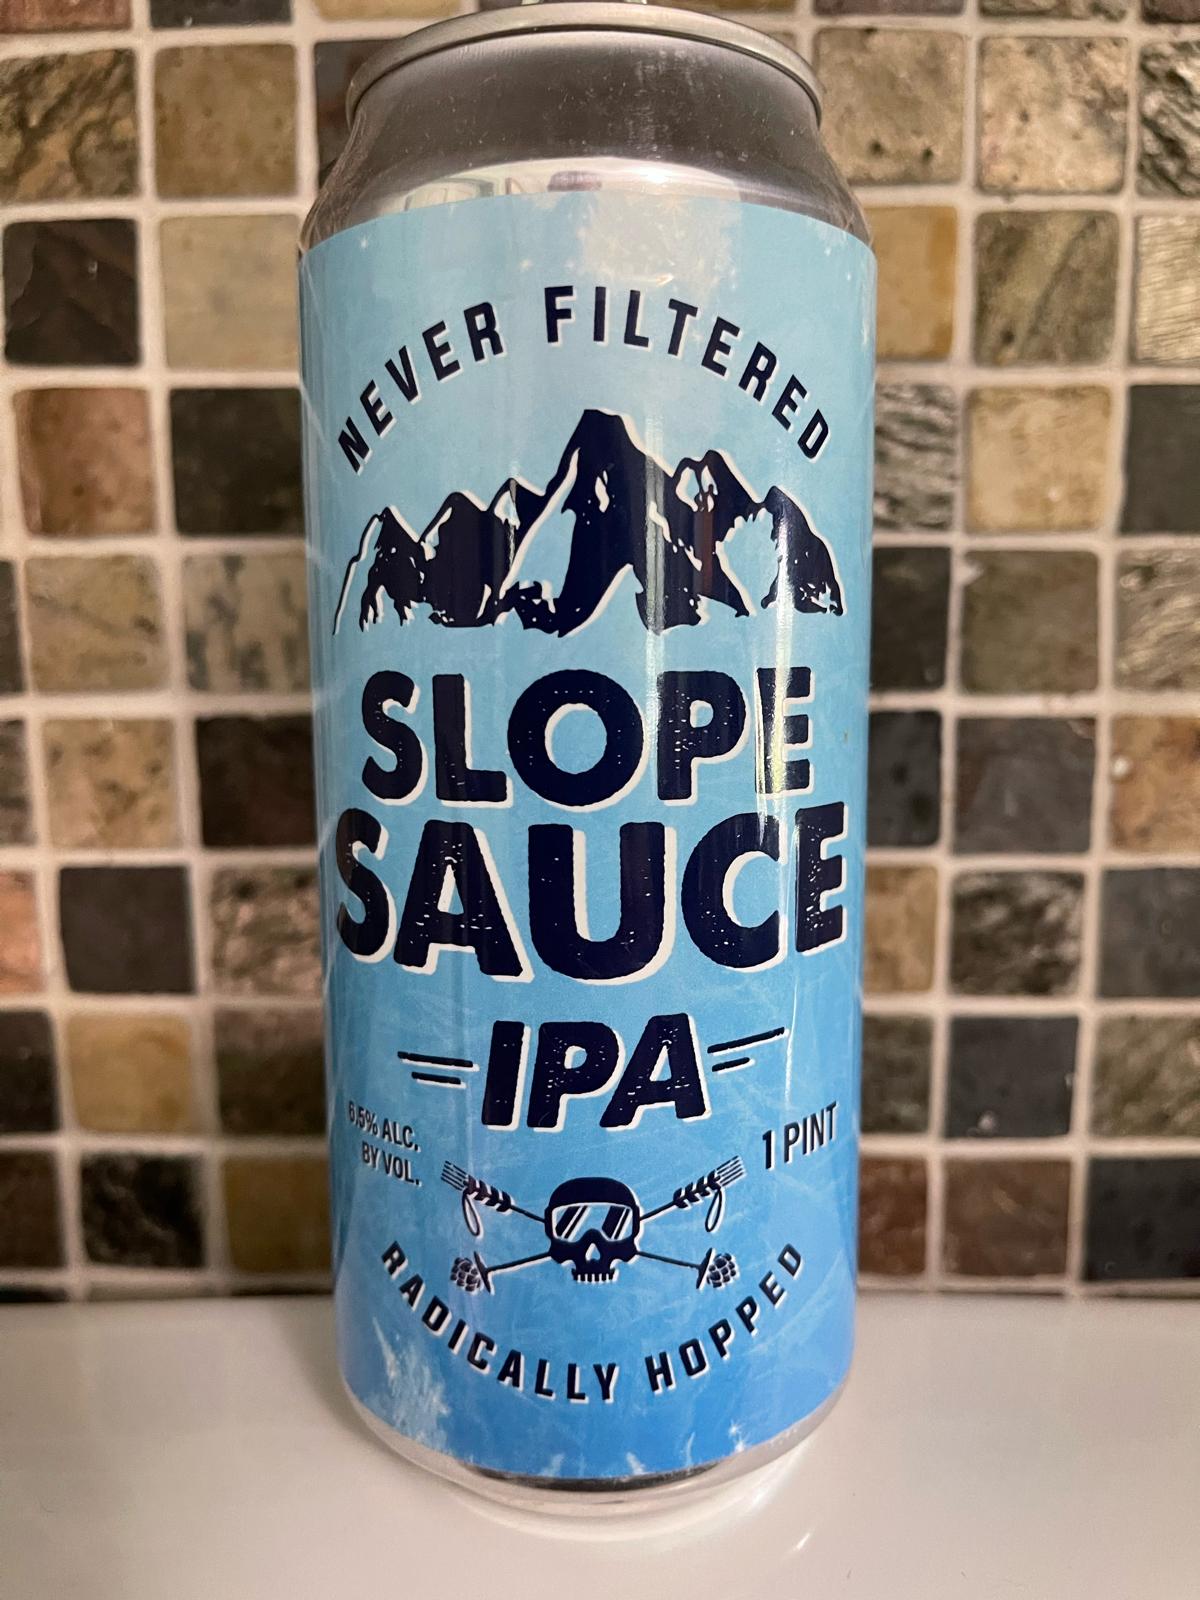 NEVER FILTERED
SLOPE
SAUCE
IPA
6.5% ALC.
BY VOL.
1 PINT
RADICALLY HOPPED